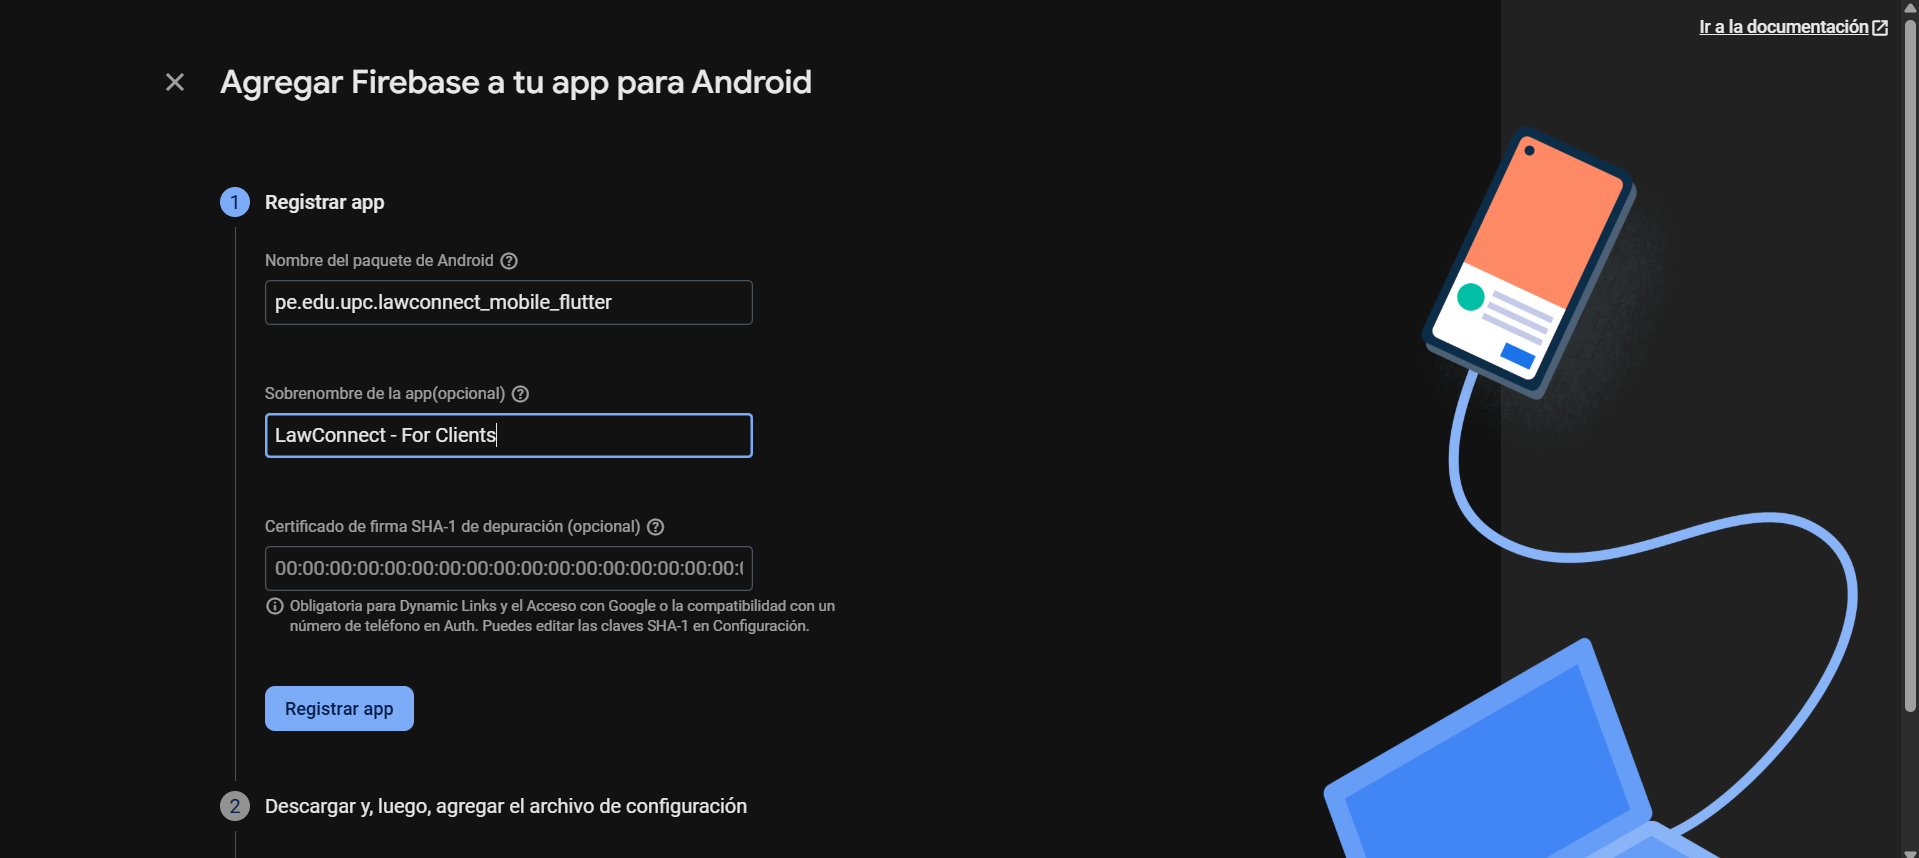 Ir a la documentación
Agregar Firebase a tu app para Android
1 Registrar app
Nombre del paquete de Android
pe.edu.upc.lawconnect_mobile_flutter
Sobrenombre de la app(opcional)
LawConnect - For Clients
Certificado de firma SHA-1 de depuración (opcional)
00:00:00:00:00:00:00:00:00:00:00:00:00:00:00:00:00:
Obligatoria para Dynamic Links y el Acceso con Google o la compatibilidad con un
número de teléfono en Auth. Puedes editar las claves SHA-1 en Configuración.
Registrar app
2 Descargar y, luego, agregar el archivo de configuración